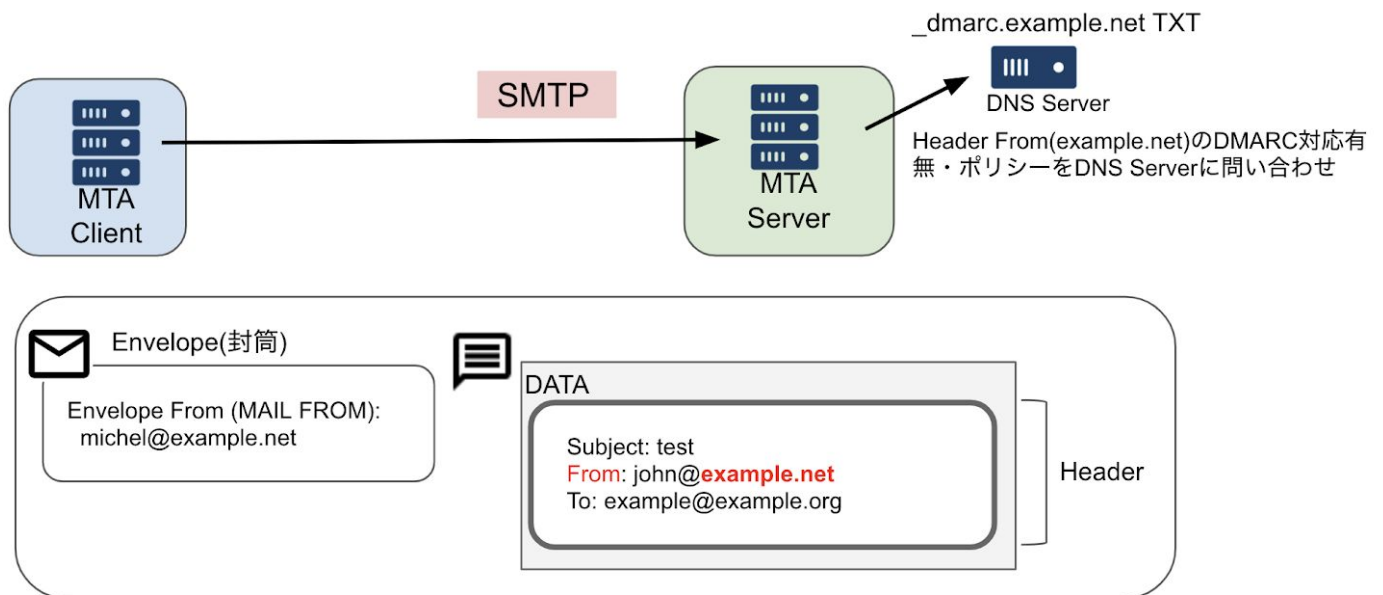 _dmarc.example.net TXT
SMTP
DNS Server
Header From(example.net)のDMARC対応有
無・ポリシーをDNS Serverに問い合わせ
MTA
Client
MTA
Server
Envelope(封筒)
Envelope From (MAIL FROM):
michel@example.net
DATA
Subject: test
From: john@example.net
To: example@example.org
Header